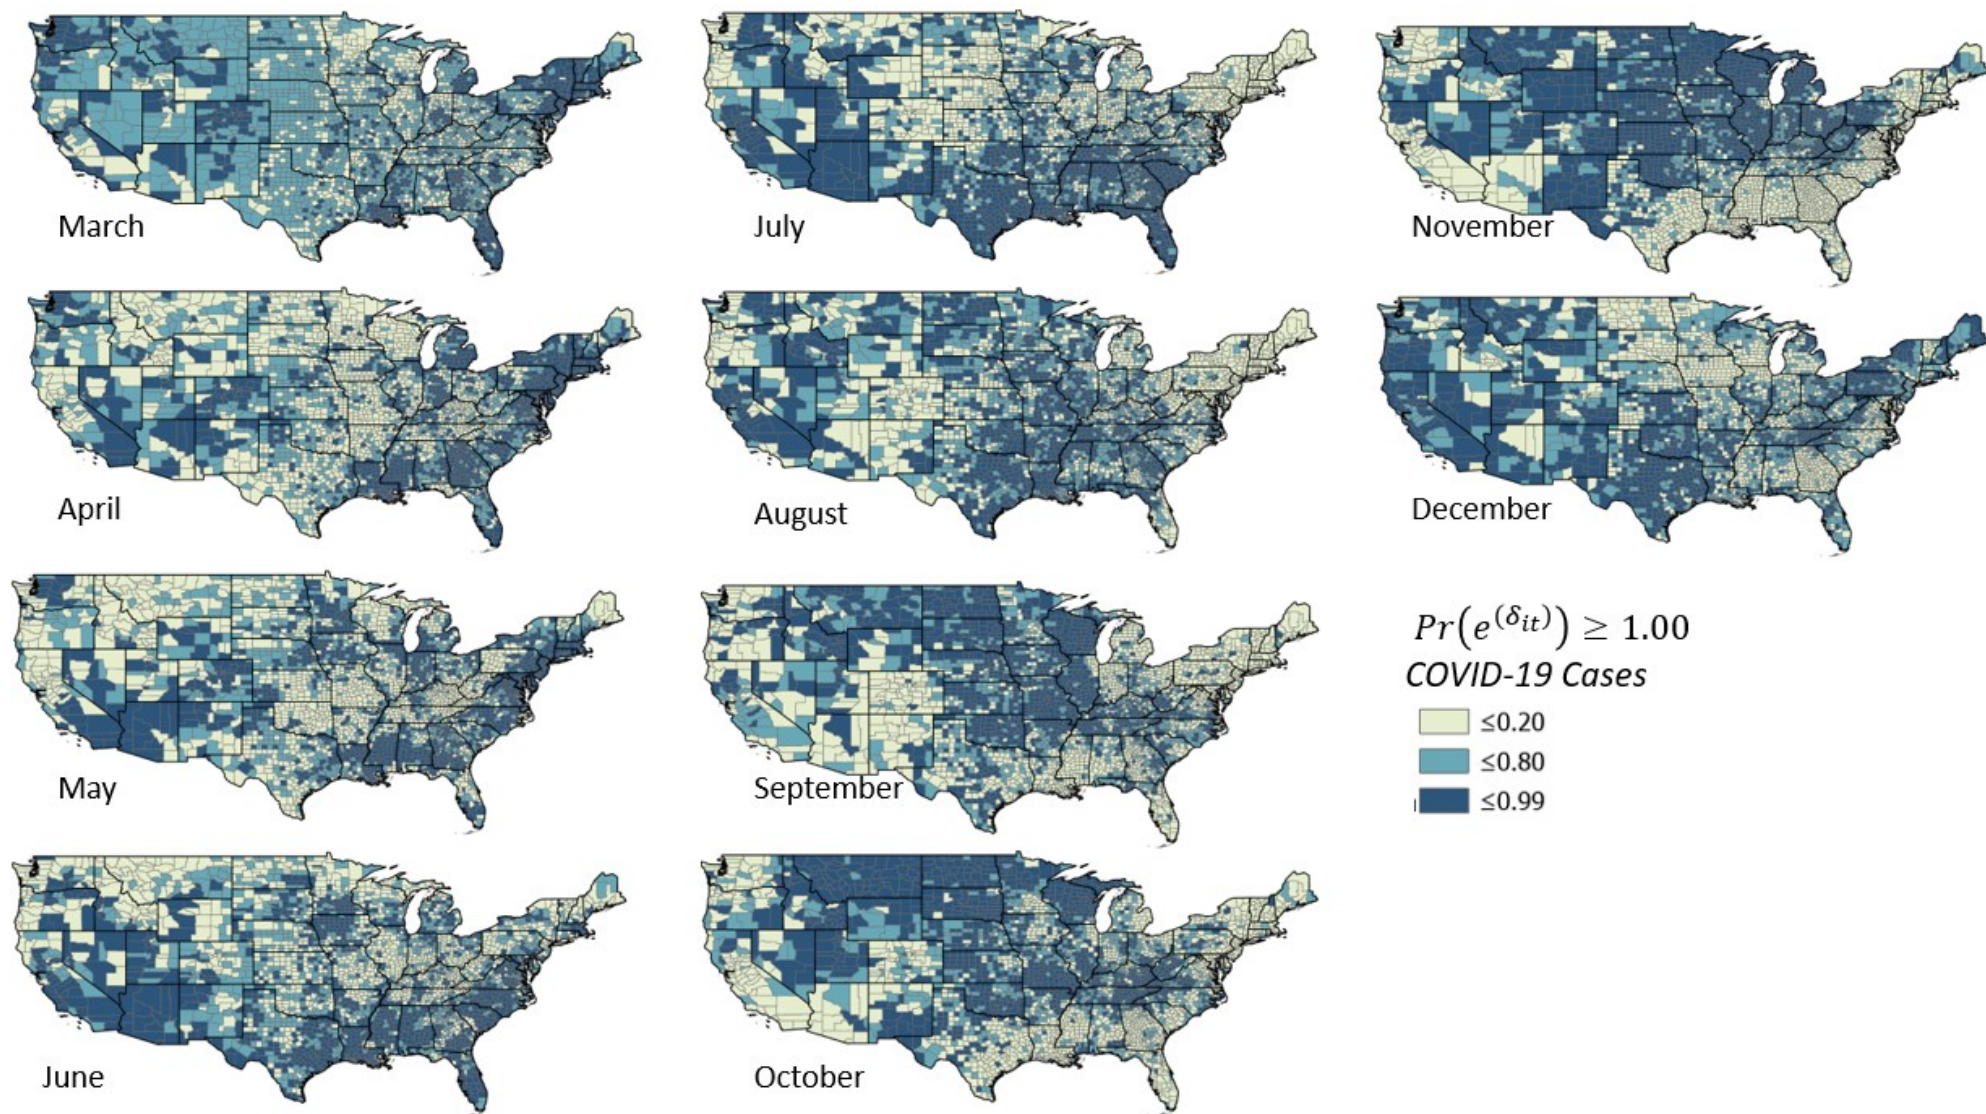 March
July
November
April
August
December
May
September
June
October
Pr(e^(δ_it)) ≥ 1.00
COVID-19 Cases
≤0.20
≤0.80
≤0.99